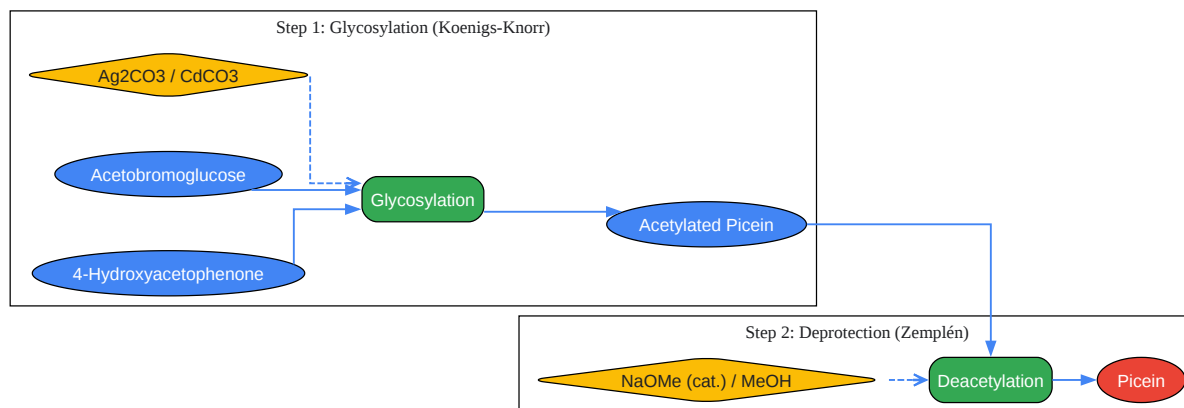 Step 1: Glycosylation (Koenigs-Knorr)
Ag2CO3 / CdCO3
Acetobromoglucose
Glycosylation
4-Hydroxyacetophenone
Acetylated Picein
Step 2: Deprotection (Zemplén)
NaOMe (cat.) / MeOH
Deacetylation
Picein